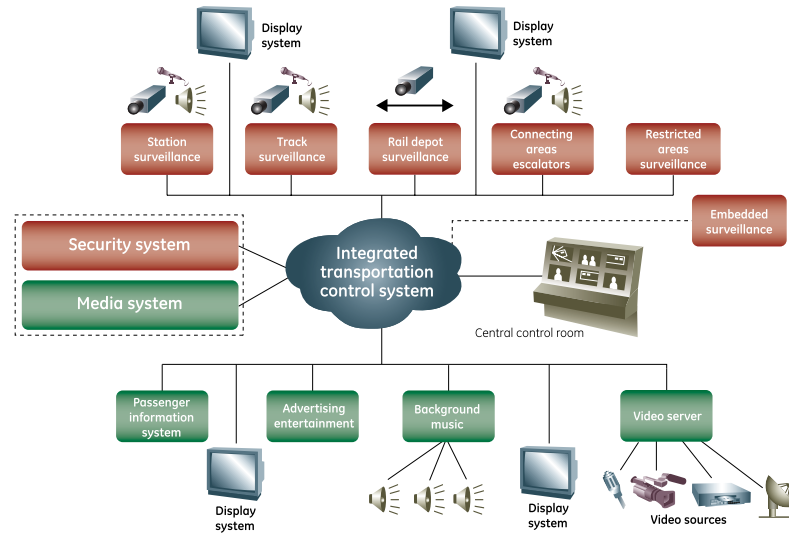 Display
system
Display
system
Station
surveillance
Track
surveillance
Rail depot
surveillance
Connecting
areas
escalators
Restricted
areas
surveillance
Embedded
surveillance
Security system
Media system
Integrated
transportation
control system
Central control room
Passenger
information
system
Advertising
entertainment
Background
music
Video server
Display
system
Display
system
Video sources